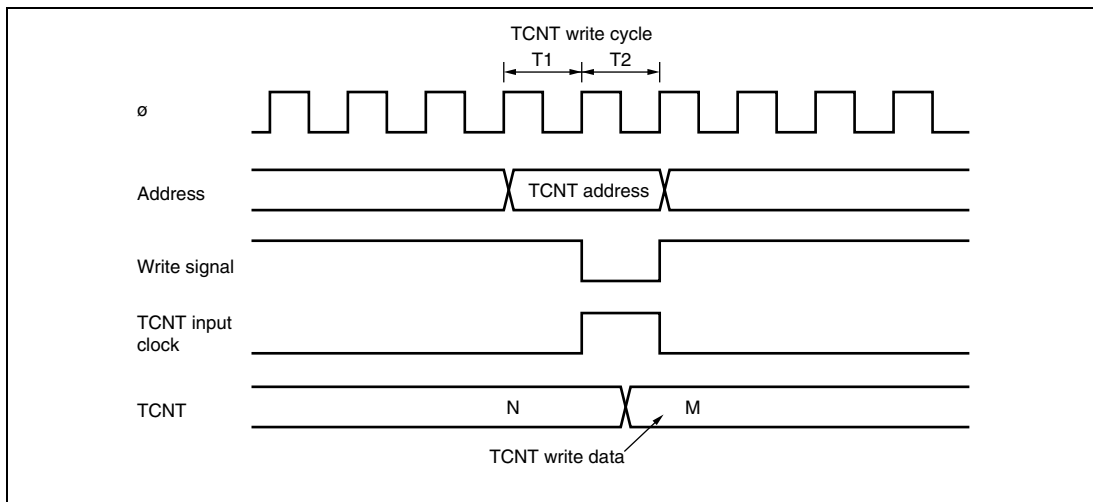 TCNT write cycle
T1 T2
ø
Address
TCNT address
Write signal
TCNT input
clock
TCNT
N
M
TCNT write data